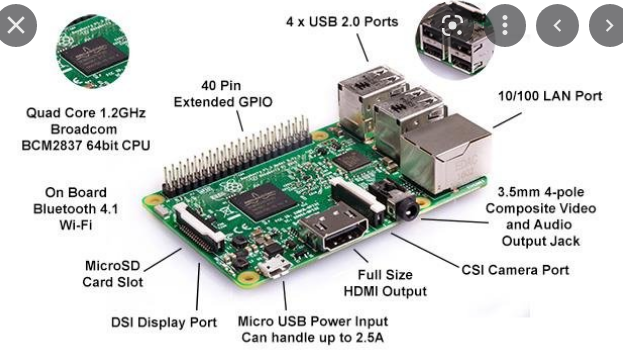 4 x USB 2.0 Ports
40 Pin
Extended GPIO
10/100 LAN Port
Quad Core 1.2GHz
Broadcom
BCM2837 64bit CPU
On Board
Bluetooth 4.1
Wi-Fi
3.5mm 4-pole
Composite Video
and Audio
Output Jack
MicroSD
Card Slot
CSI Camera Port
Full Size
HDMI Output
DSI Display Port
Micro USB Power Input
Can handle up to 2.5A